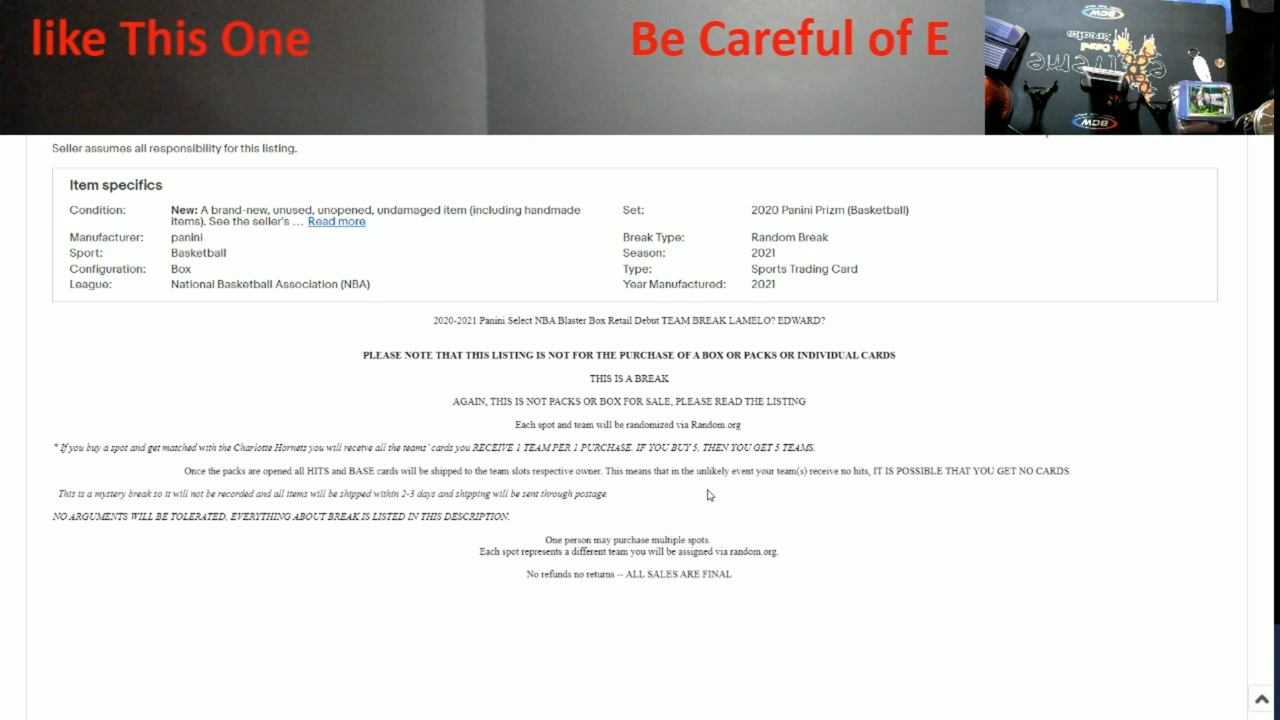 like This One
Be Careful of E
BCW
Seller assumes all responsibility for this listing.
Item specifics
Condition: New: A brand-new, unused, unopened, undamaged item (including handmade items). See the seller's ... Read more
Manufacturer: panini
Sport: Basketball
Configuration: Box
League: National Basketball Association (NBA)
Set: 2020 Panini Prizm (Basketball)
Break Type: Random Break
Season: 2021
Type: Sports Trading Card
Year Manufactured: 2021
2020-2021 Panini Select NBA Blaster Box Retail Debut TEAM BREAK LAMELO? EDWARD?
PLEASE NOTE THAT THIS LISTING IS NOT FOR THE PURCHASE OF A BOX OR PACKS OR INDIVIDUAL CARDS
THIS IS A BREAK
AGAIN, THIS IS NOT PACKS OR BOX FOR SALE, PLEASE READ THE LISTING
Each spot and team will be randomized via Random.org
* If you buy a spot and get matched with the Charlotte Hornets you will receive all the teams' cards you RECEIVE 1 TEAM PER 1 PURCHASE. IF YOU BUY 5, THEN YOU GET 5 TEAMS.
Once the packs are opened all HITS and BASE cards will be shipped to the team slots respective owner. This means that in the unlikely event your team(s) receive no hits, IT IS POSSIBLE THAT YOU GET NO CARDS.
This is a mystery break so it will not be recorded and all items will be shipped within 2-3 days and shipping will be sent through postage.
NO ARGUMENTS WILL BE TOLERATED, EVERYTHING ABOUT BREAK IS LISTED IN THIS DESCRIPTION.
One person may purchase multiple spots.
Each spot represents a different team you will be assigned via random.org.
No refunds no returns -- ALL SALES ARE FINAL
BCW